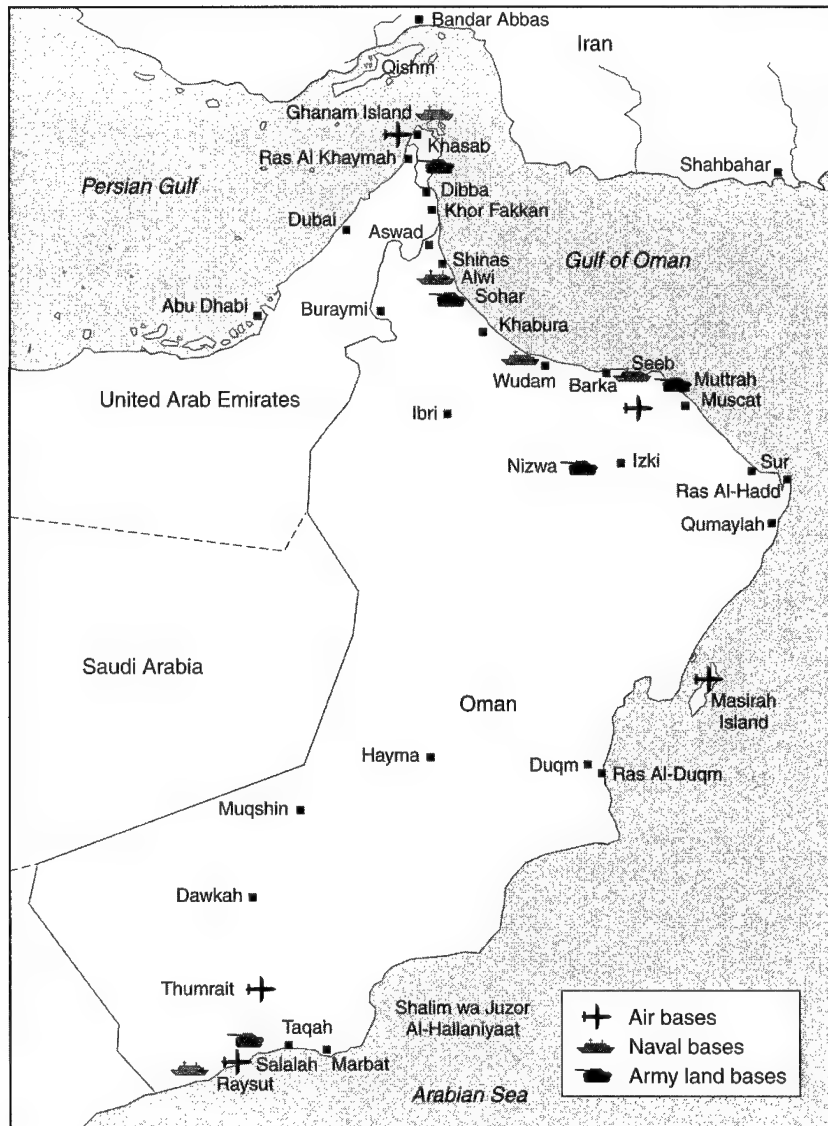 Bandar Abbas
Iran
Qishm
Ghanam Island
Khasab
Ras Al Khaymah
Shahbahar
Persian Gulf
Dibba
Khor Fakkan
Dubai
Aswad
Shinas
Gulf of Oman
Alwi
Abu Dhabi
Buraymi
Sohar
Khabura
Seeb
Wudam
Barka
Muttrah
Muscat
United Arab Emirates
Ibri
Nizwa
Izki
Sur
Ras Al-Hadd
Qumaylah
Saudi Arabia
Oman
Masirah
Island
Hayma
Duqm
Ras Al-Duqm
Muqshin
Dawkah
Thumrait
Shalim wa Juzor
Al-Hallaniyaat
Taqah
Salalah
Marbat
Raysut
Arabian Sea
Air bases
Naval bases
Army land bases